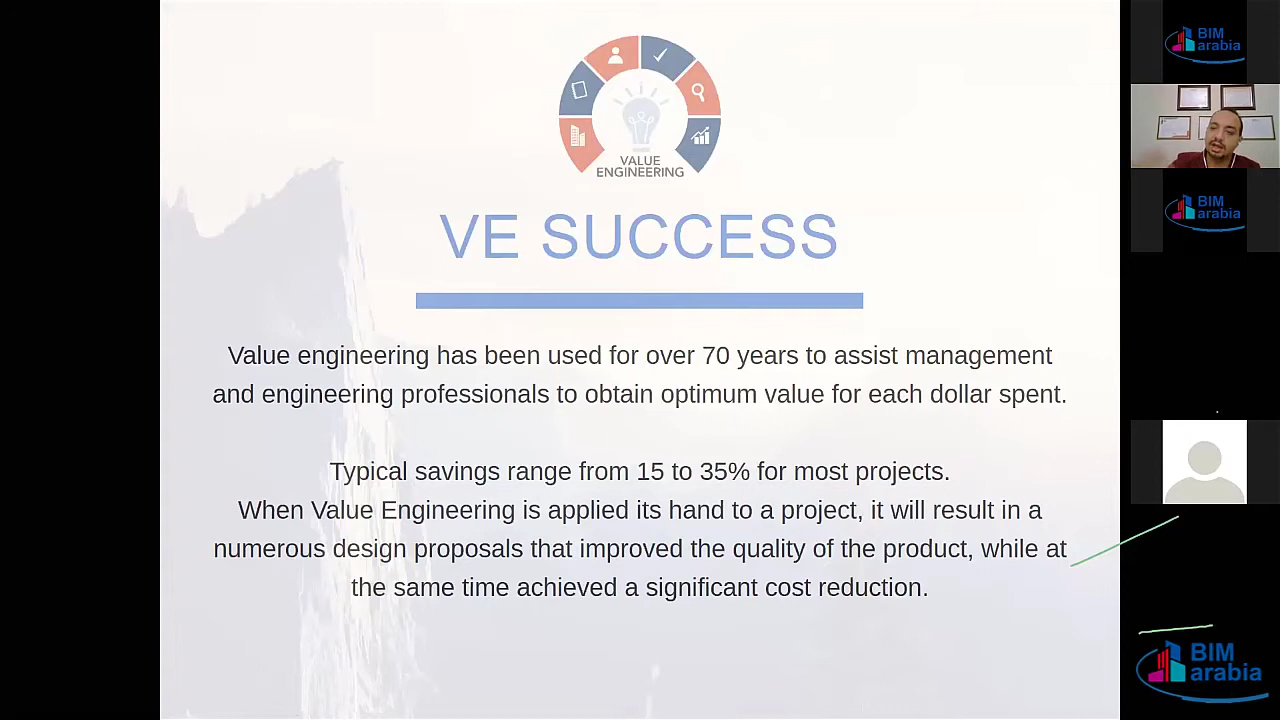 VALUE
ENGINEERING
VE SUCCESS
Value engineering has been used for over 70 years to assist management
and engineering professionals to obtain optimum value for each dollar spent.
Typical savings range from 15 to 35% for most projects.
When Value Engineering is applied its hand to a project, it will result in a
numerous design proposals that improved the quality of the product, while at
the same time achieved a significant cost reduction.
BIM
arabia
BIM
arabia
BIM
arabia